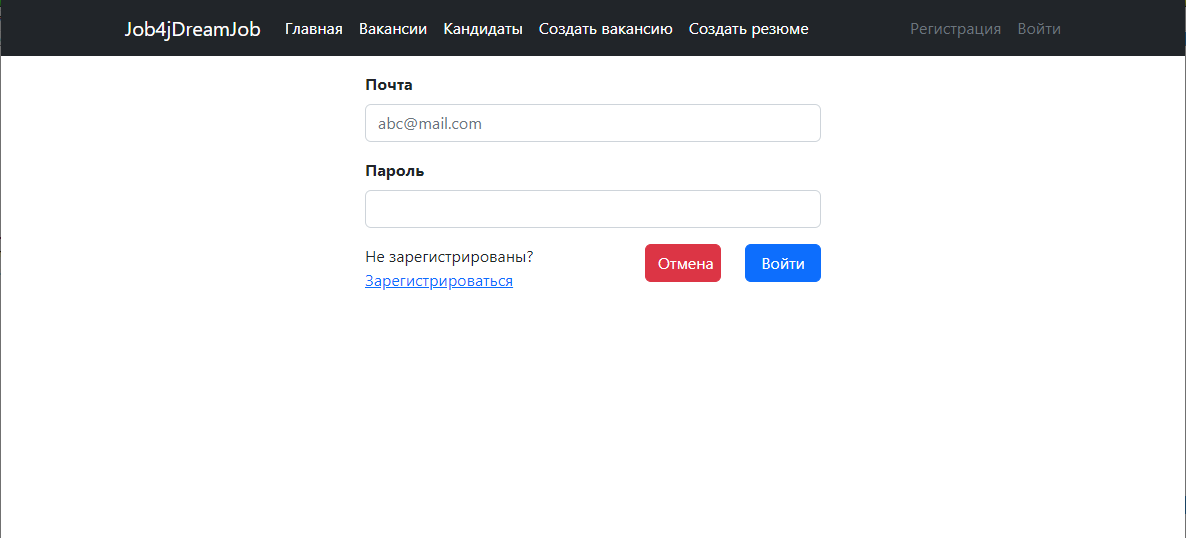 Job4jDreamJob Главная Вакансии Кандидаты Создать вакансию Создать резюме Регистрация Войти
Почта
abc@mail.com
Пароль
Не зарегистрированы? Отмена Войти
Зарегистрироваться